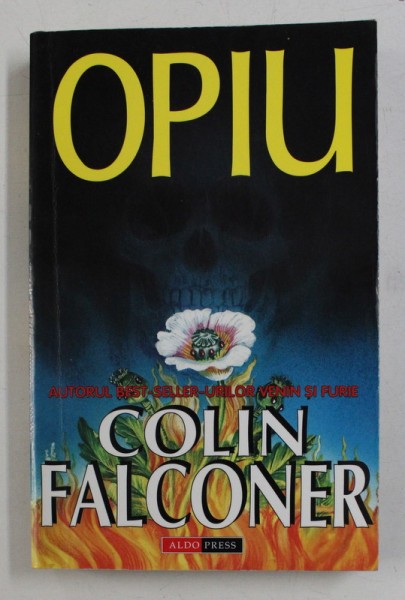 OPIU
AUTORUL BEST-SELLER-URILOR VENIN ȘI FURIE
COLIN
FALCONER
ALDO PRESS